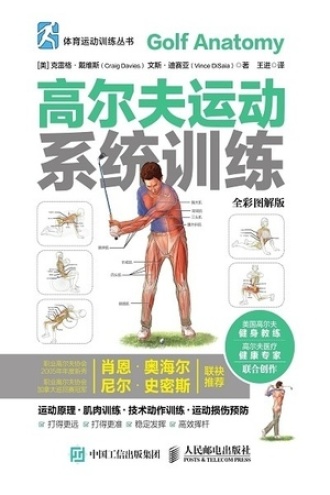 体育运动训练丛书
Golf Anatomy
[美] 克雷格·戴维斯 (Craig Davies) 文斯·迪赛亚 (Vince DiSaia) ◎ 著 王进 ◎ 译
高尔夫运动
系统训练
全彩图解版
美国高尔夫
健身教练
高尔夫医疗
健康专家
联合创作
肖恩·奥海尔
尼尔·史密斯
联袂
推荐
运动原理·肌肉训练·技术动作训练·运动损伤预防
打得更远 打得更准 稳定发挥 高效挥杆
中国工信出版集团
人民邮电出版社
POSTS & TELECOM PRESS